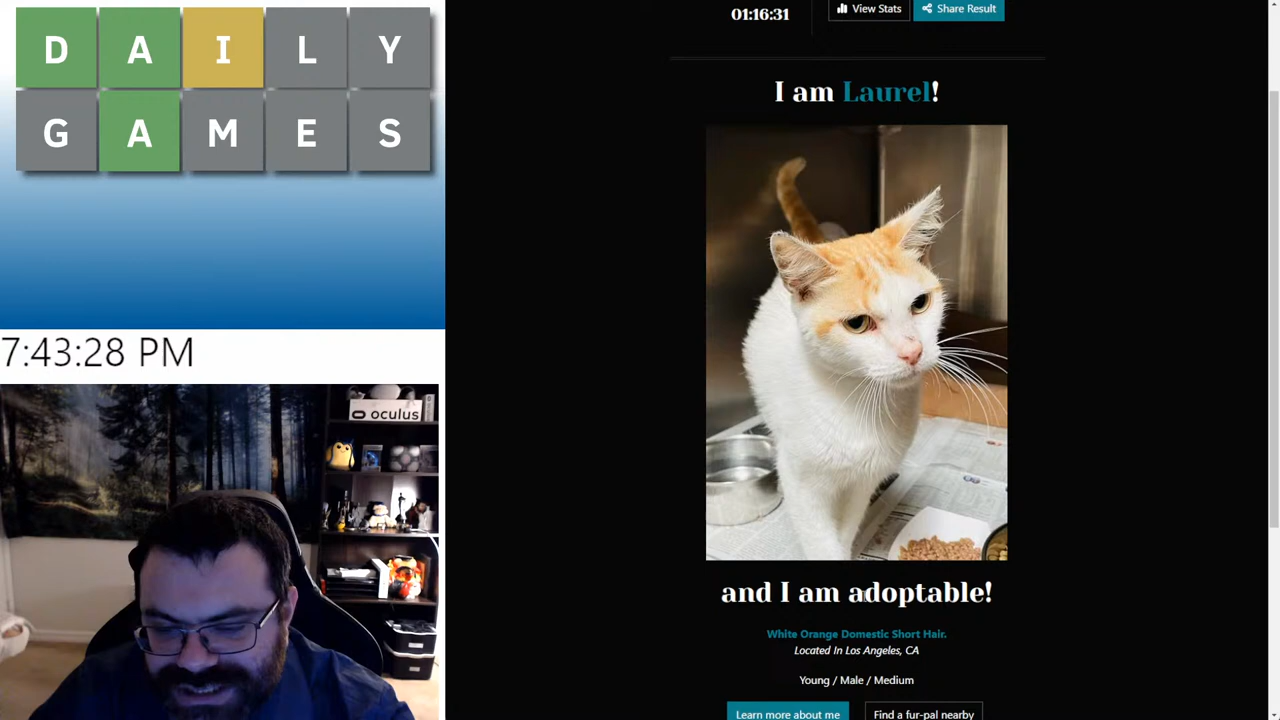 DAILY
GAMES
7:43:28 PM
oculus
01:16:31
View Stats
Share Result
I am Laurel!
and I am adoptable!
White Orange Domestic Short Hair.
Located In Los Angeles, CA
Young / Male / Medium
Learn more about me
Find a fur-pal nearby